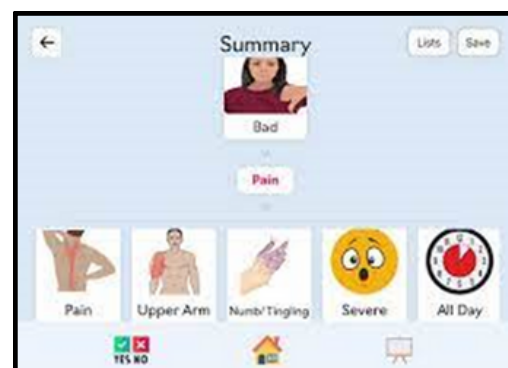 Summary
Lists
Save
Bad
Pain
Pain
Upper Arm
Numb/Tingling
Severe
All Day
YES NO